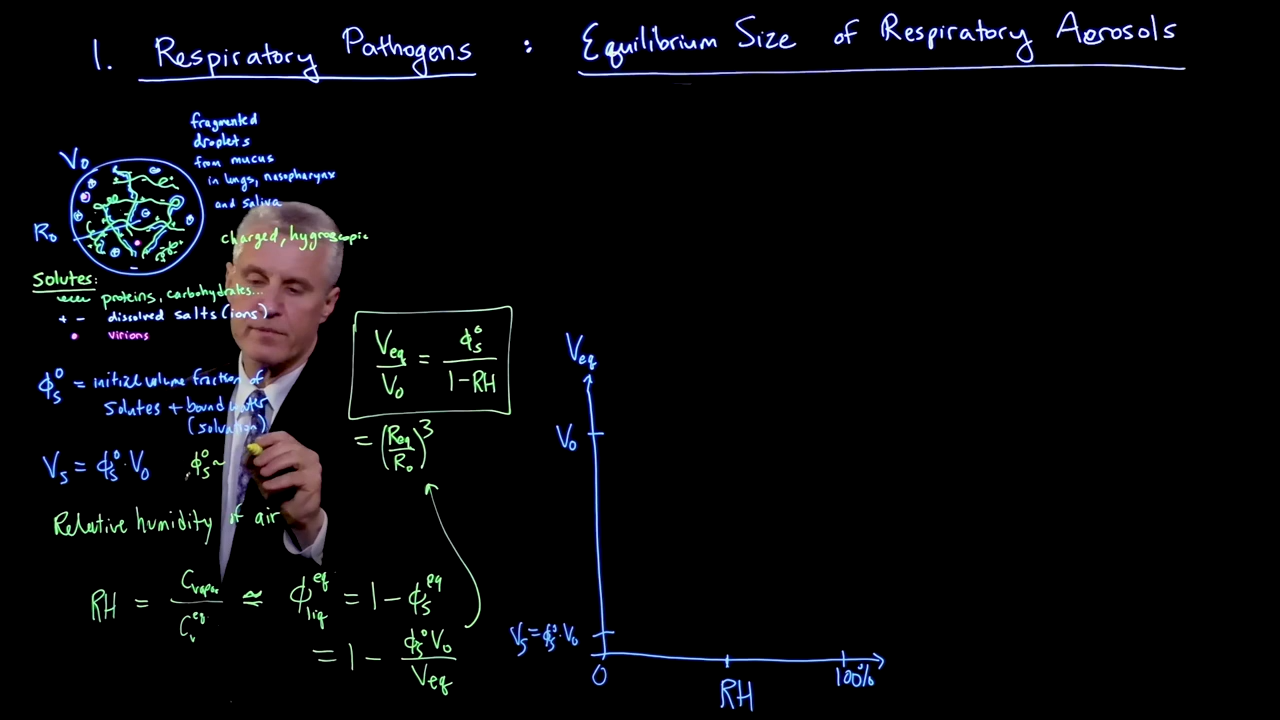 1. Respiratory Pathogens : Equilibrium Size of Respiratory Aerosols
fragmented
droplets
from mucus
in lungs, nasopharynx
and saliva
V₀
R₀
charged, hygroscopic
Solutes:
proteins, carbohydrates...
+ - dissolved salts (ions)
virions
ϕₛ⁰ = initial volume fraction of
solutes + bound water
(solvation)
Vₛ = ϕₛ⁰ · V₀ ϕₛ⁰ ~
Relative humidity of air
RH = C_vapor / C_v^eq ≈ ϕ_liq^eq = 1 - ϕₛ^eq
= 1 - ϕₛ⁰ V₀ / V_eq
V_eq / V₀ = ϕₛ⁰ / (1 - RH)
= (R_eq / R₀)³
V_eq
V₀
Vₛ = ϕₛ⁰ · V₀
0
RH
100%